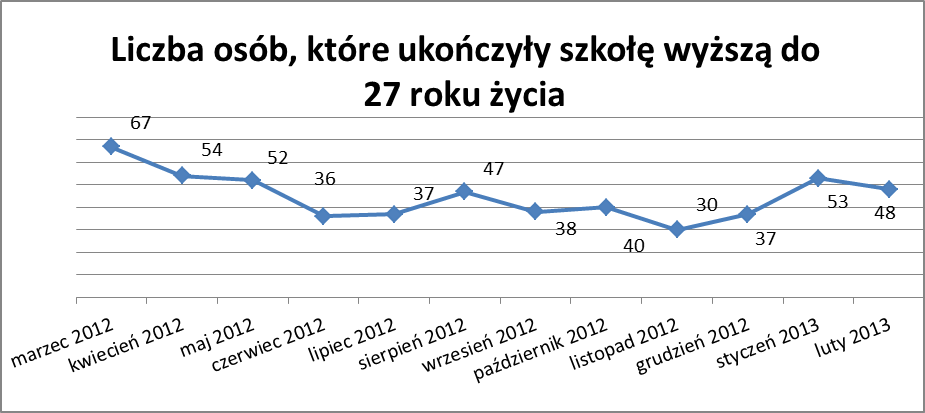 Liczba osób, które ukończyły szkołę wyższą do
27 roku życia
67
54
52
36
37
47
38
40
30
37
53
48
marzec 2012
kwiecień 2012
maj 2012
czerwiec 2012
lipiec 2012
sierpień 2012
wrzesień 2012
październik 2012
listopad 2012
grudzień 2012
styczeń 2013
luty 2013